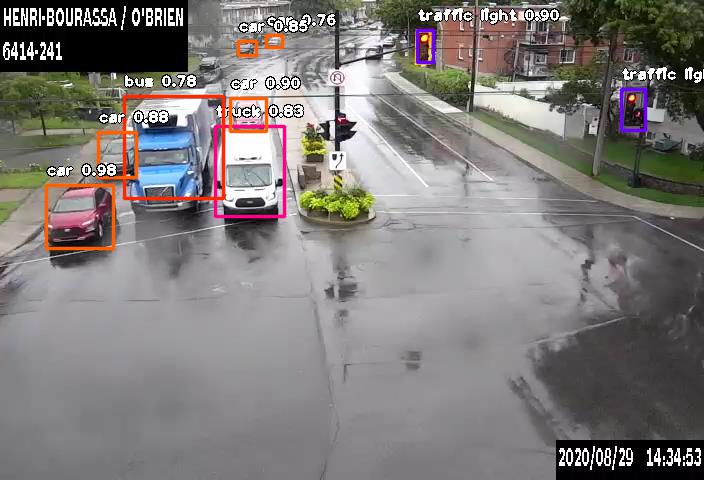 HENRI-BOURASSA / O'BRIEN
6414-241
car 0.76
car 0.85
traffic light 0.90
traffic lig
bus 0.78
car 0.90
truck 0.83
car 0.88
car 0.98
2020/08/29 14:34:53